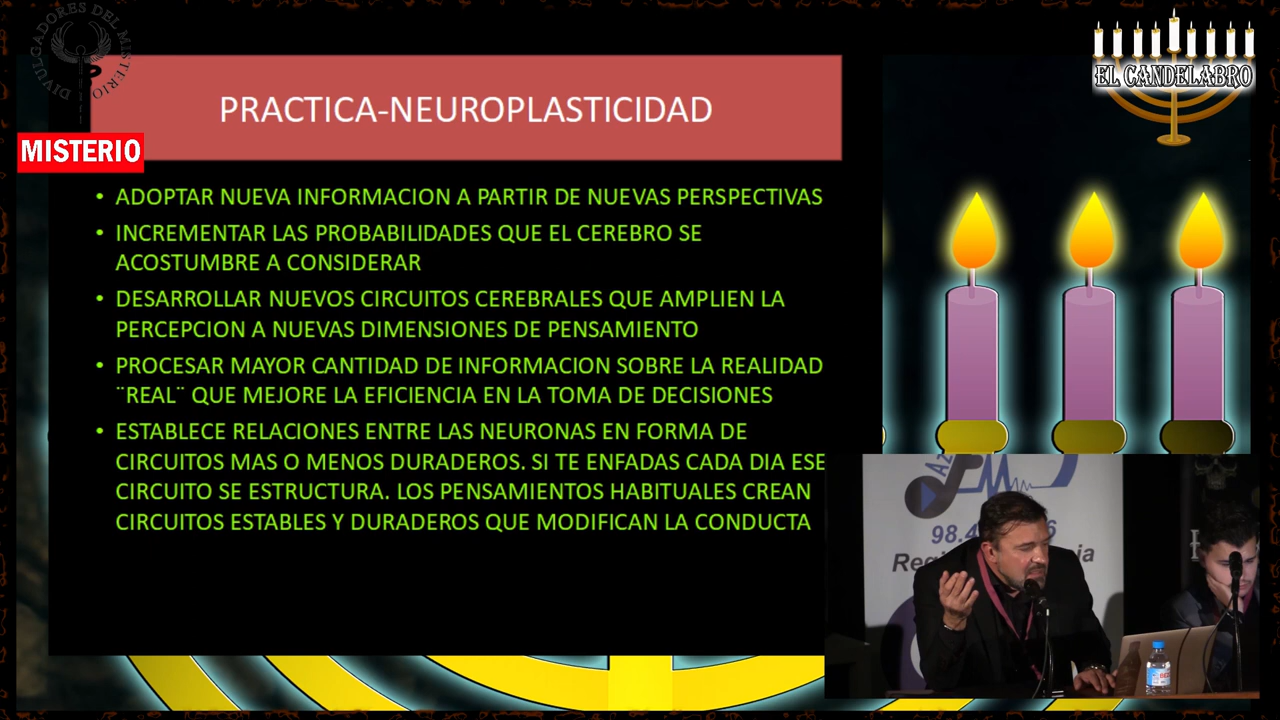 DIVULGADORES DEL MISTERIO
EL CANDELABRO
PRACTICA-NEUROPLASTICIDAD
MISTERIO
• ADOPTAR NUEVA INFORMACION A PARTIR DE NUEVAS PERSPECTIVAS
• INCREMENTAR LAS PROBABILIDADES QUE EL CEREBRO SE
ACOSTUMBRE A CONSIDERAR
• DESARROLLAR NUEVOS CIRCUITOS CEREBRALES QUE AMPLIEN LA
PERCEPCION A NUEVAS DIMENSIONES DE PENSAMIENTO
• PROCESAR MAYOR CANTIDAD DE INFORMACION SOBRE LA REALIDAD
¨REAL¨ QUE MEJORE LA EFICIENCIA EN LA TOMA DE DECISIONES
• ESTABLECE RELACIONES ENTRE LAS NEURONAS EN FORMA DE
CIRCUITOS MAS O MENOS DURADEROS. SI TE ENFADAS CADA DIA ESE
CIRCUITO SE ESTRUCTURA. LOS PENSAMIENTOS HABITUALES CREAN
CIRCUITOS ESTABLES Y DURADEROS QUE MODIFICAN LA CONDUCTA
98.4